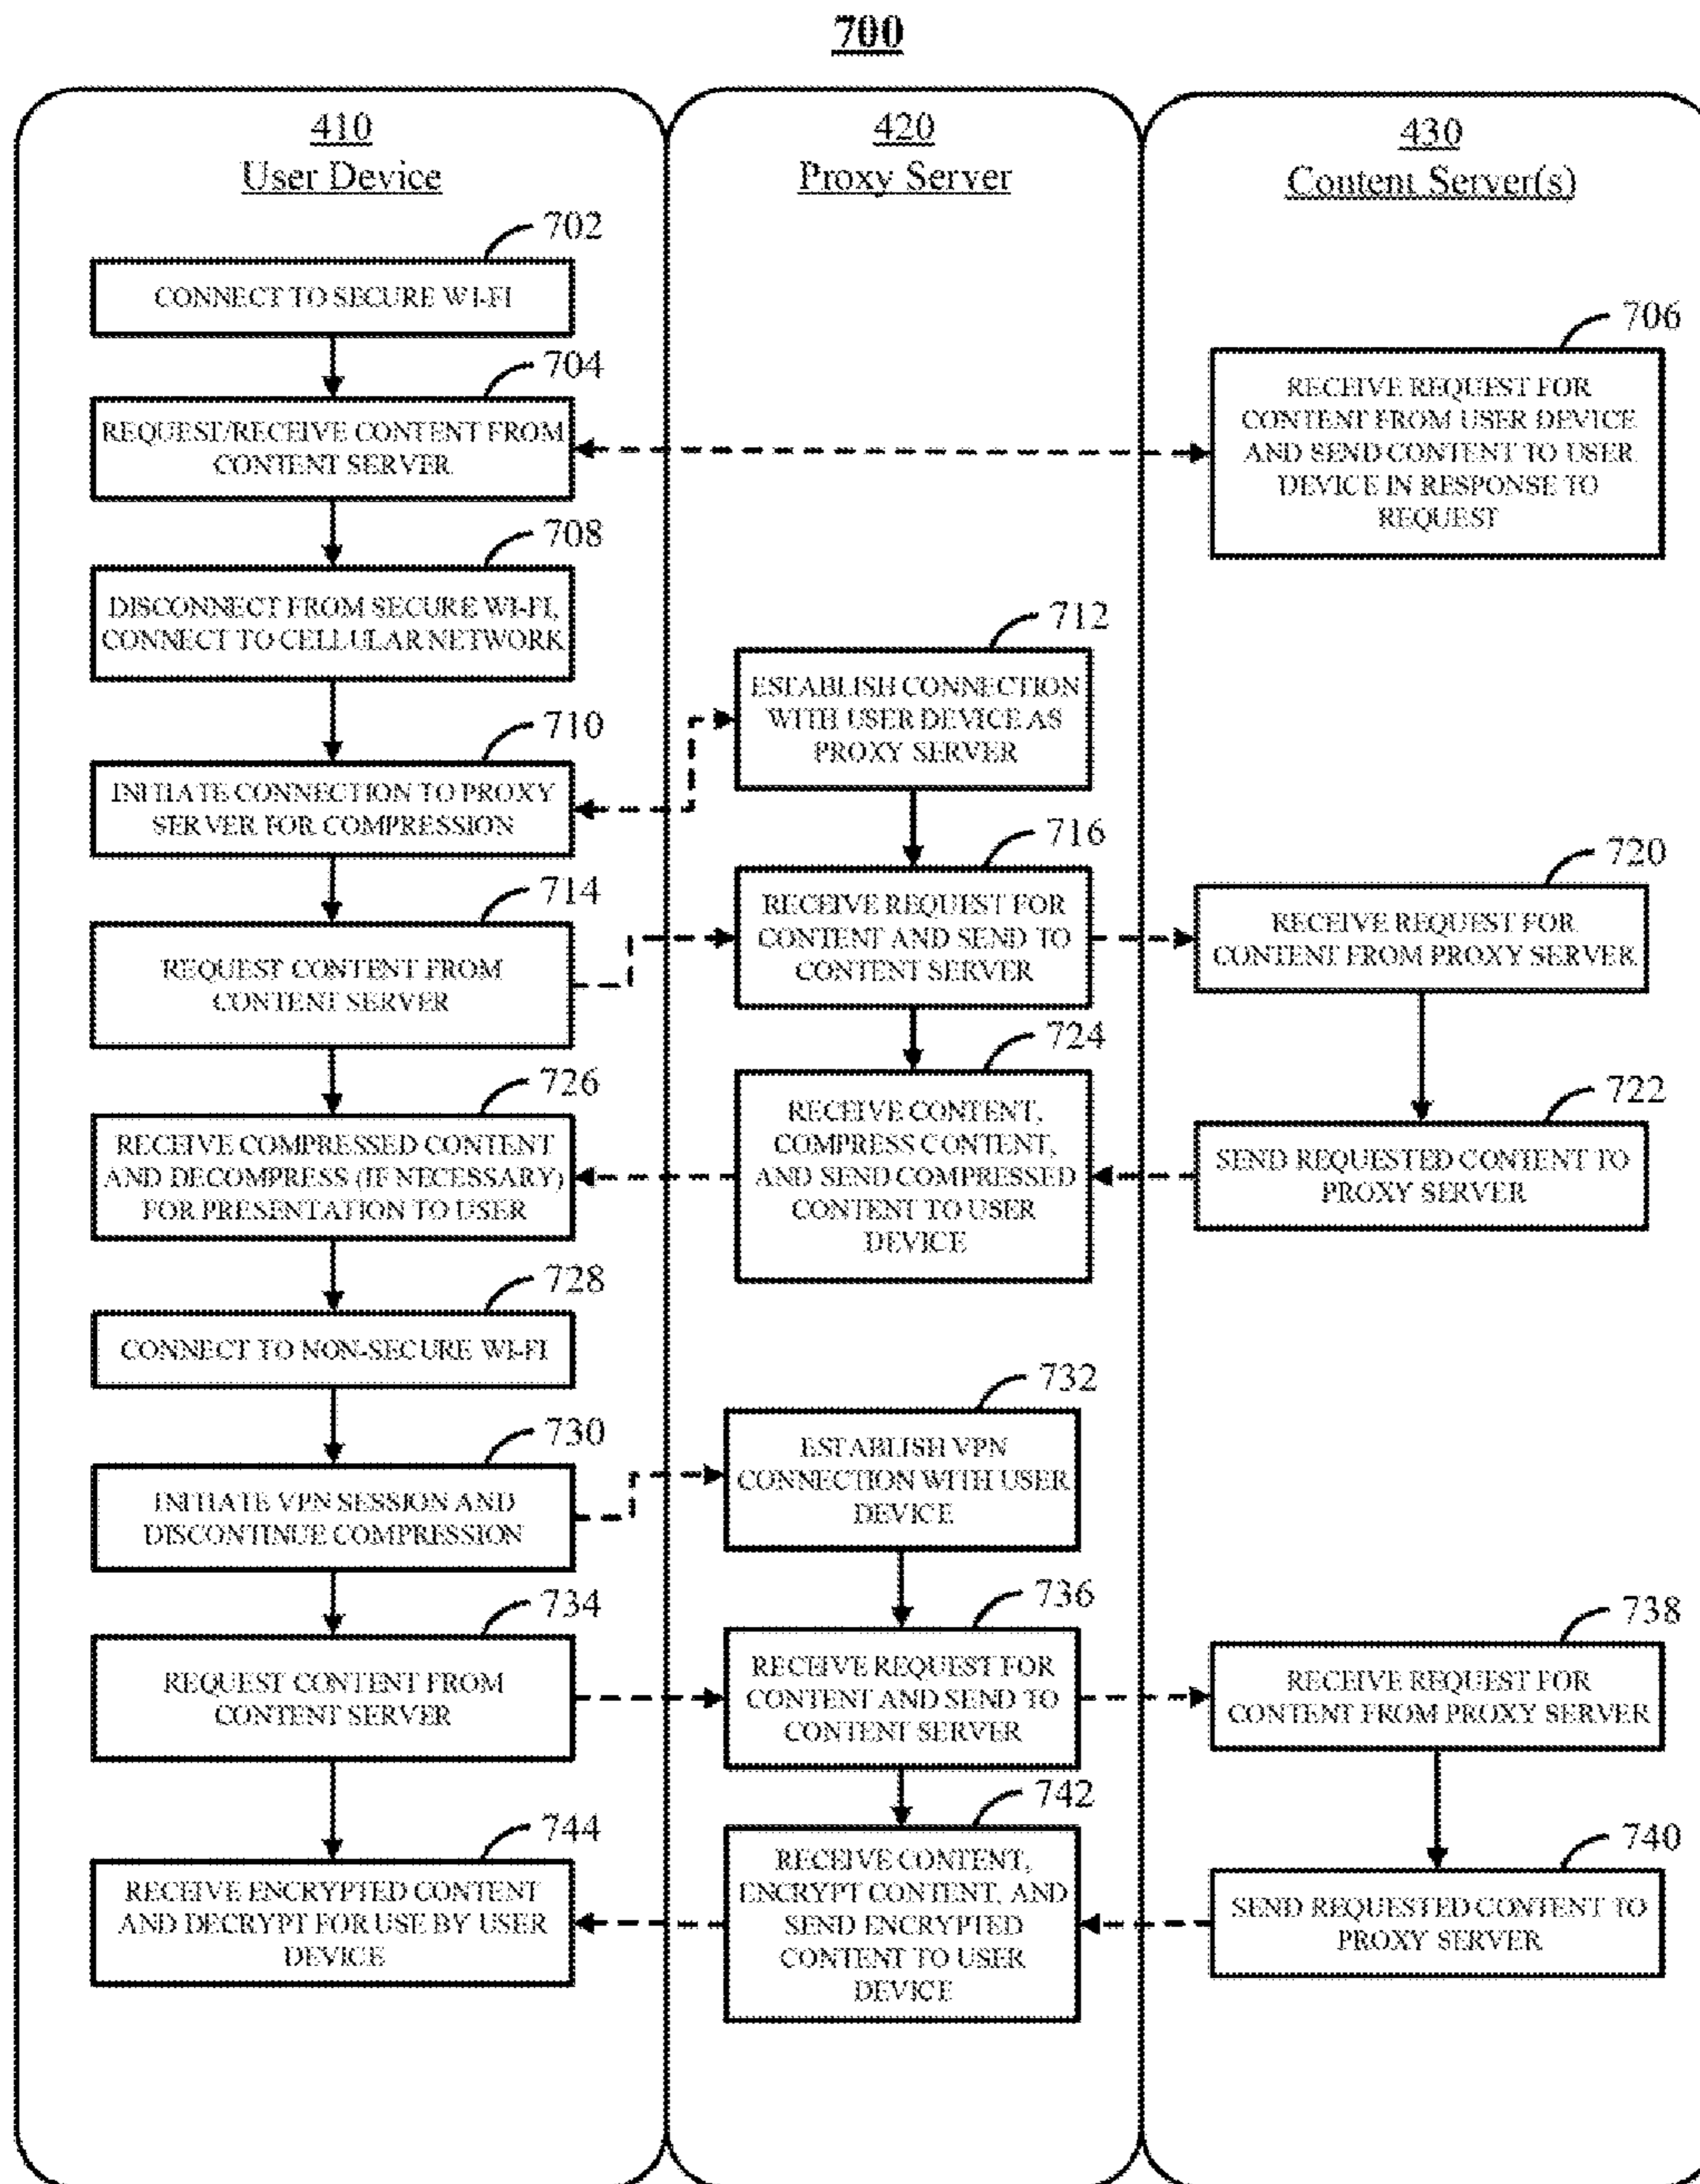 700
410
User Device
420
Proxy Server
430
Content Server(s)
702
CONNECT TO SECURE WI-FI
704
REQUEST/RECEIVE CONTENT FROM
CONTENT SERVER
706
RECEIVE REQUEST FOR
CONTENT FROM USER DEVICE
AND SEND CONTENT TO USER
DEVICE IN RESPONSE TO
REQUEST
708
DISCONNECT FROM SECURE WI-FI,
CONNECT TO CELLULAR NETWORK
710
INITIATE CONNECTION TO PROXY
SERVER FOR COMPRESSION
712
ESTABLISH CONNECTION
WITH USER DEVICE AS
PROXY SERVER
714
REQUEST CONTENT FROM
CONTENT SERVER
716
RECEIVE REQUEST FOR
CONTENT AND SEND TO
CONTENT SERVER
720
RECEIVE REQUEST FOR
CONTENT FROM PROXY SERVER
722
SEND REQUESTED CONTENT TO
PROXY SERVER
724
RECEIVE CONTENT,
COMPRESS CONTENT,
AND SEND COMPRESSED
CONTENT TO USER
DEVICE
726
RECEIVE COMPRESSED CONTENT
AND DECOMPRESS (IF NECESSARY)
FOR PRESENTATION TO USER
728
CONNECT TO NON-SECURE WI-FI
730
INITIATE VPN SESSION AND
DISCONTINUE COMPRESSION
732
ESTABLISH VPN
CONNECTION WITH USER
DEVICE
734
REQUEST CONTENT FROM
CONTENT SERVER
736
RECEIVE REQUEST FOR
CONTENT AND SEND TO
CONTENT SERVER
738
RECEIVE REQUEST FOR
CONTENT FROM PROXY SERVER
740
SEND REQUESTED CONTENT TO
PROXY SERVER
742
RECEIVE CONTENT,
ENCRYPT CONTENT, AND
SEND ENCRYPTED
CONTENT TO USER
DEVICE
744
RECEIVE ENCRYPTED CONTENT
AND DECRYPT FOR USE BY USER
DEVICE